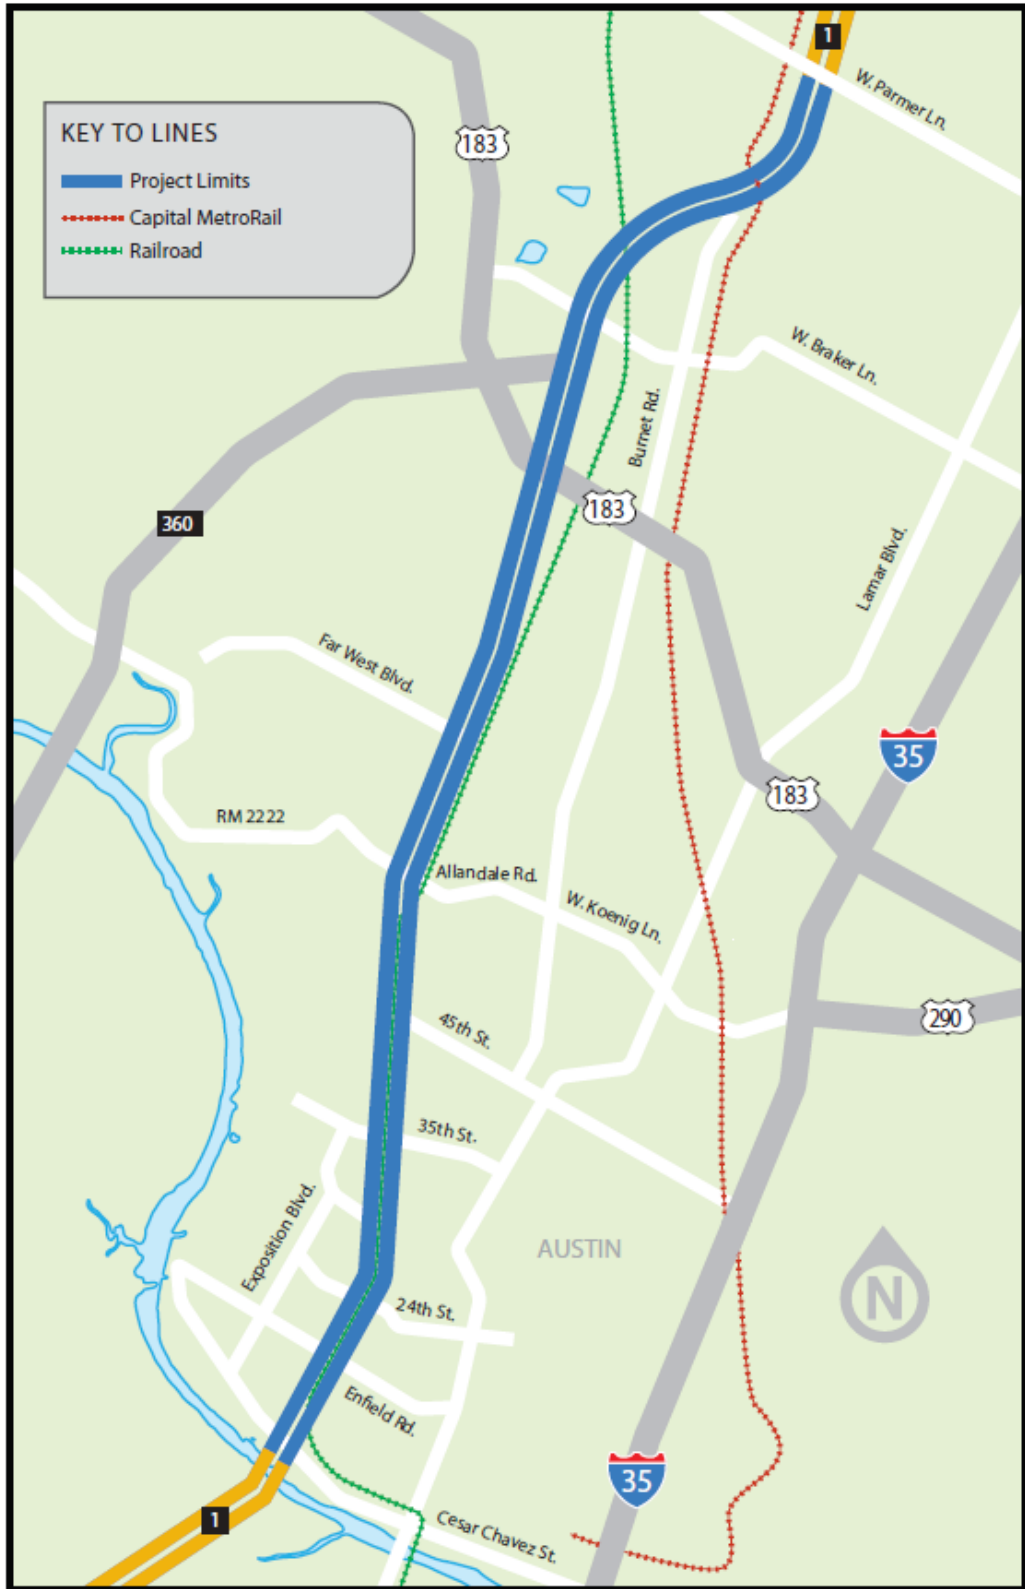 1
W. Parmer Ln.
KEY TO LINES
Project Limits
Capital MetroRail
Railroad
183
W. Braker Ln.
Burnet Rd.
183
360
Lamar Blvd.
Far West Blvd.
35
183
RM 2222
Allandale Rd.
W. Koenig Ln.
290
45th St.
35th St.
Exposition Blvd.
AUSTIN
N
24th St.
Enfield Rd.
35
1
Cesar Chavez St.